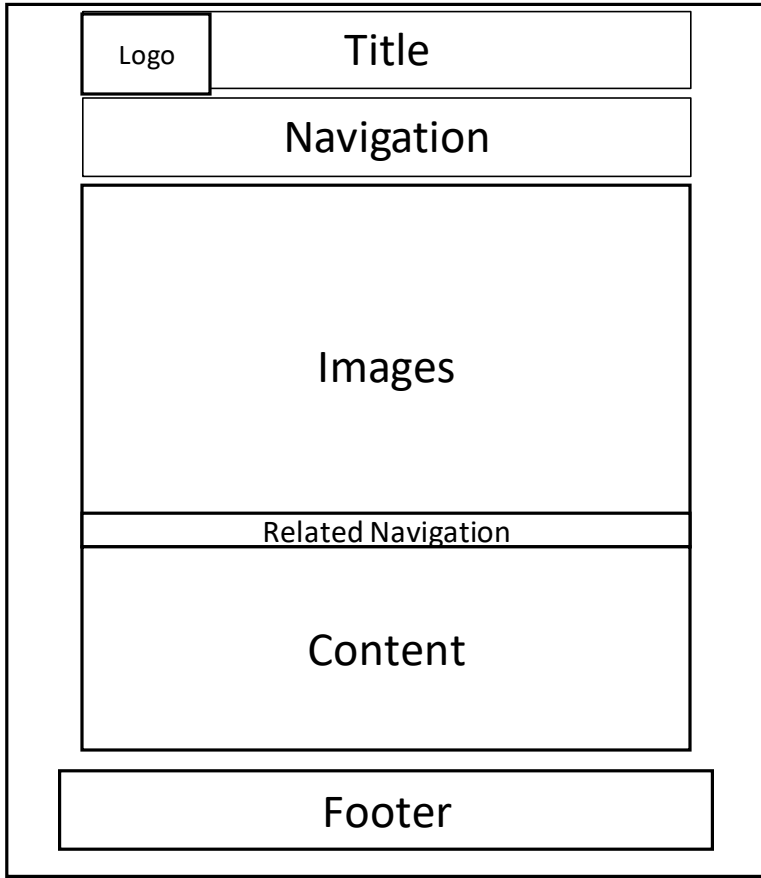 Logo
Title
Navigation
Images
Related Navigation
Content
Footer